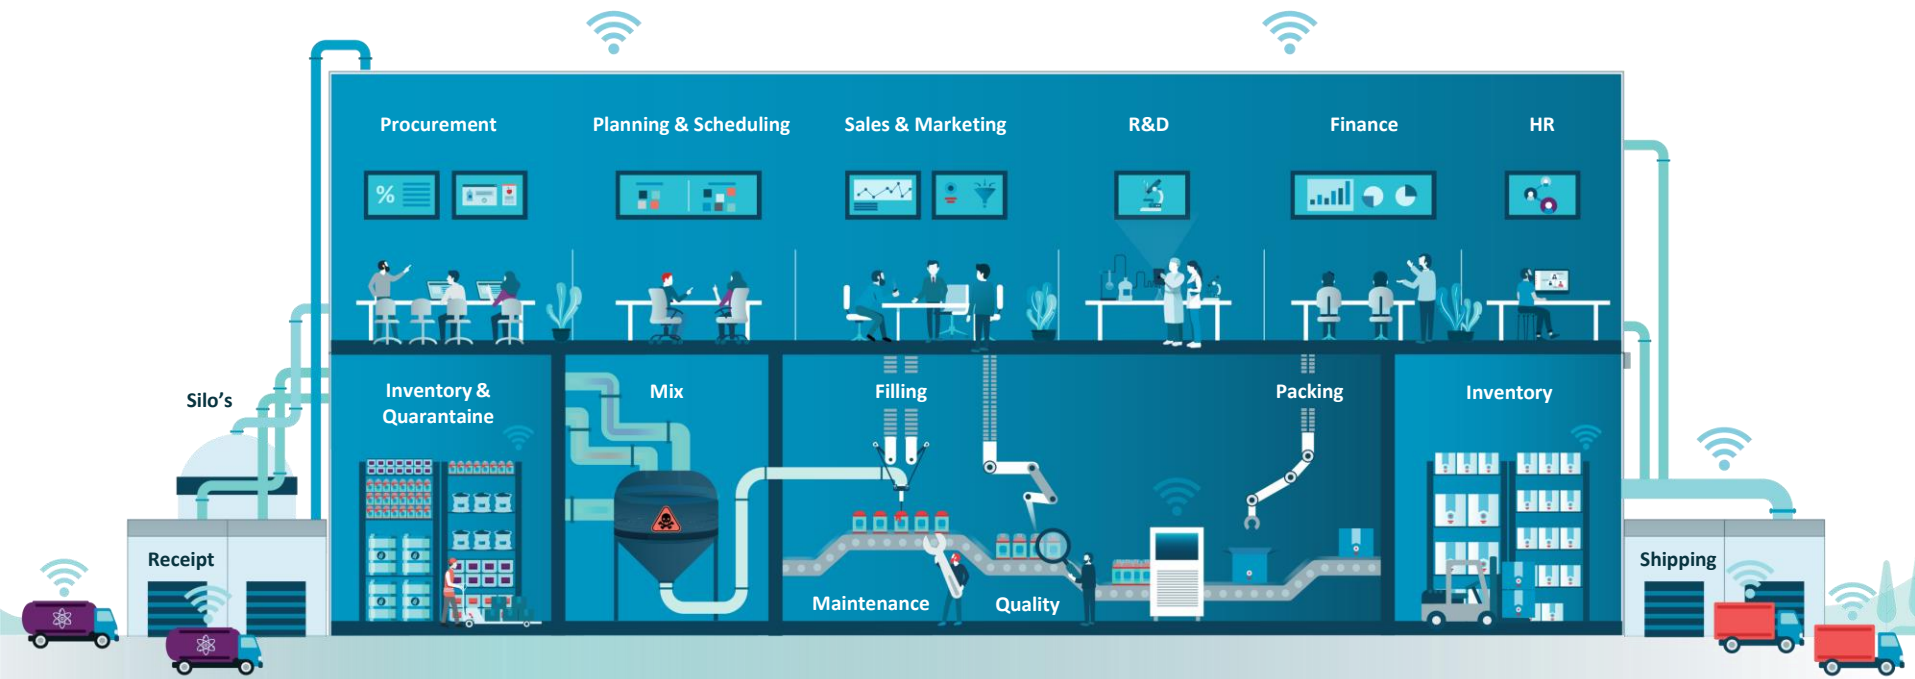 Procurement
Planning & Scheduling
Sales & Marketing
R&D
Finance
HR
%
Silo's
Inventory &
Quarantaine
Mix
Filling
Packing
Inventory
Receipt
Shipping
Maintenance
Quality